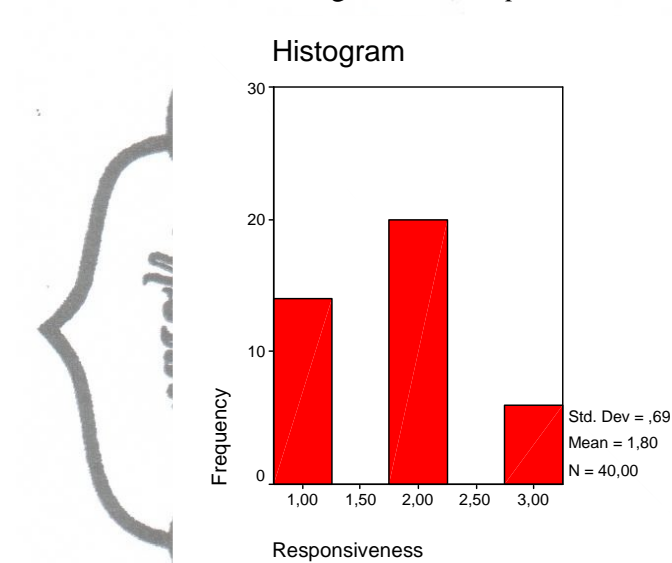 Histogram
30
20
10
0
Frequency
1,00
1,50
2,00
2,50
3,00
Responsiveness
Std. Dev = ,69
Mean = 1,80
N = 40,00